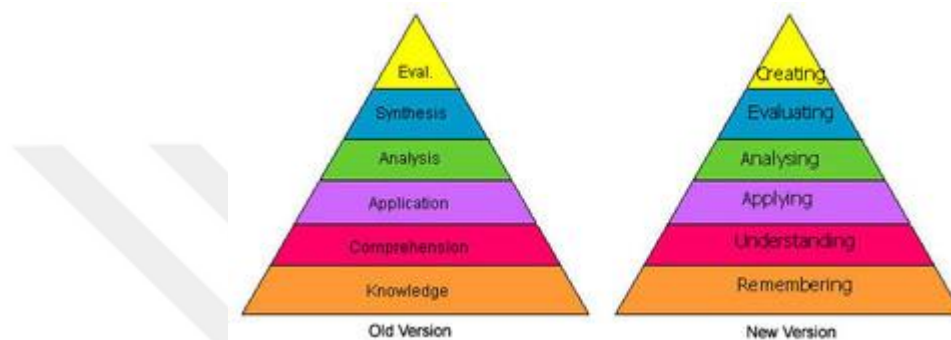 Eval.
Synthesis
Analysis
Application
Comprehension
Knowledge
Old Version
Creating
Evaluating
Analysing
Applying
Understanding
Remembering
New Version